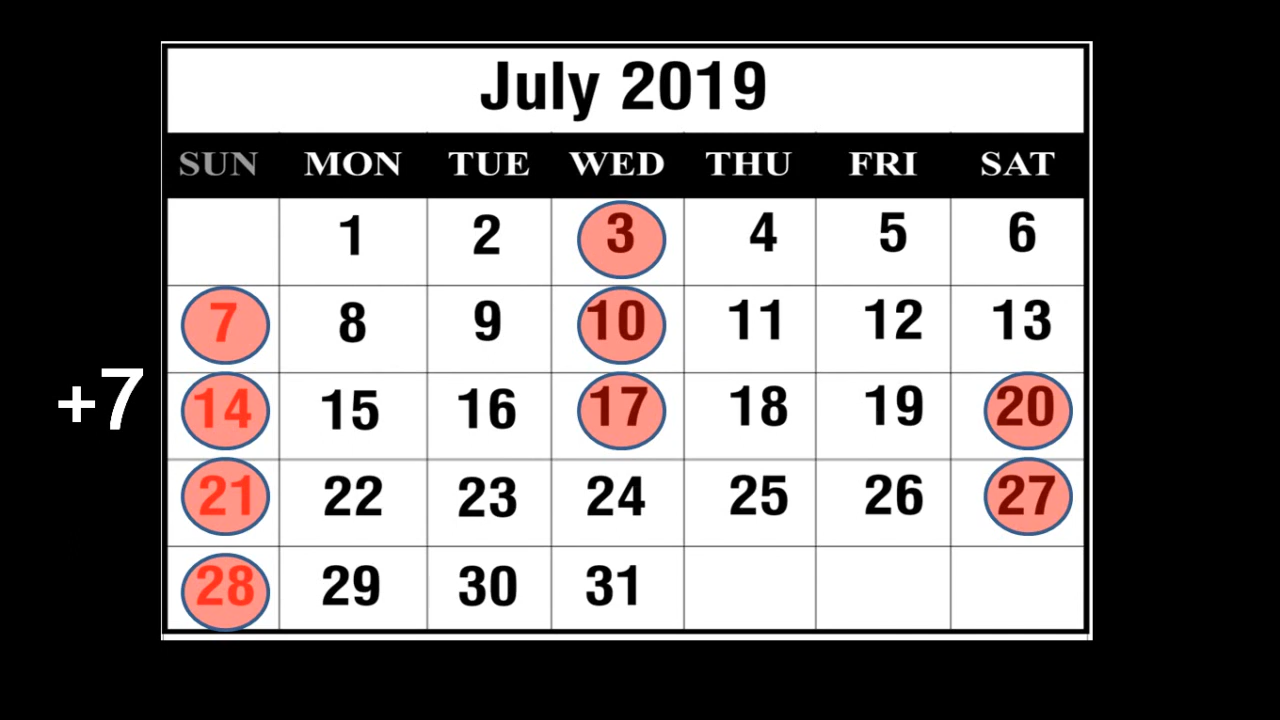 July 2019
SUN MON TUE WED THU FRI SAT
1 2 3 4 5 6
7 8 9 10 11 12 13
+7
14 15 16 17 18 19 20
21 22 23 24 25 26 27
28 29 30 31